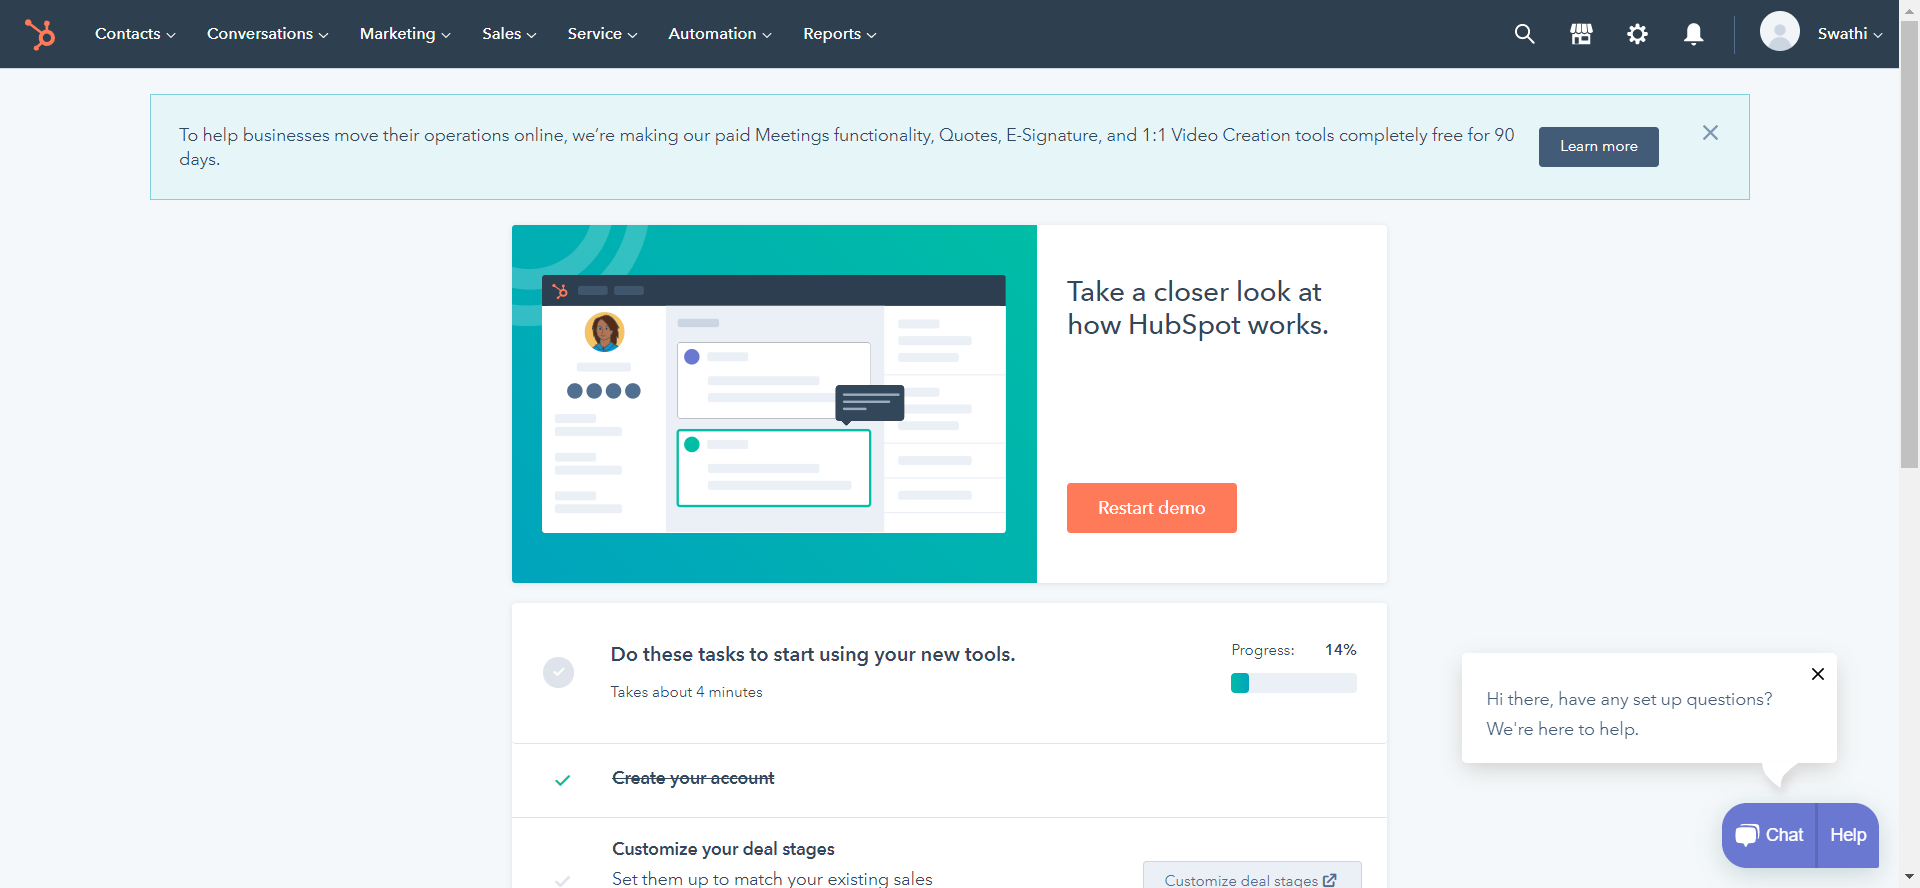 Contacts Conversations Marketing Sales Service Automation Reports Swathi
To help businesses move their operations online, we’re making our paid Meetings functionality, Quotes, E-Signature, and 1:1 Video Creation tools completely free for 90
days.
Learn more
Take a closer look at
how HubSpot works.
Restart demo
Do these tasks to start using your new tools.
Takes about 4 minutes
Progress: 14%
Create your account
Customize your deal stages
Set them up to match your existing sales
Customize deal stages
Hi there, have any set up questions?
We're here to help.
Chat Help